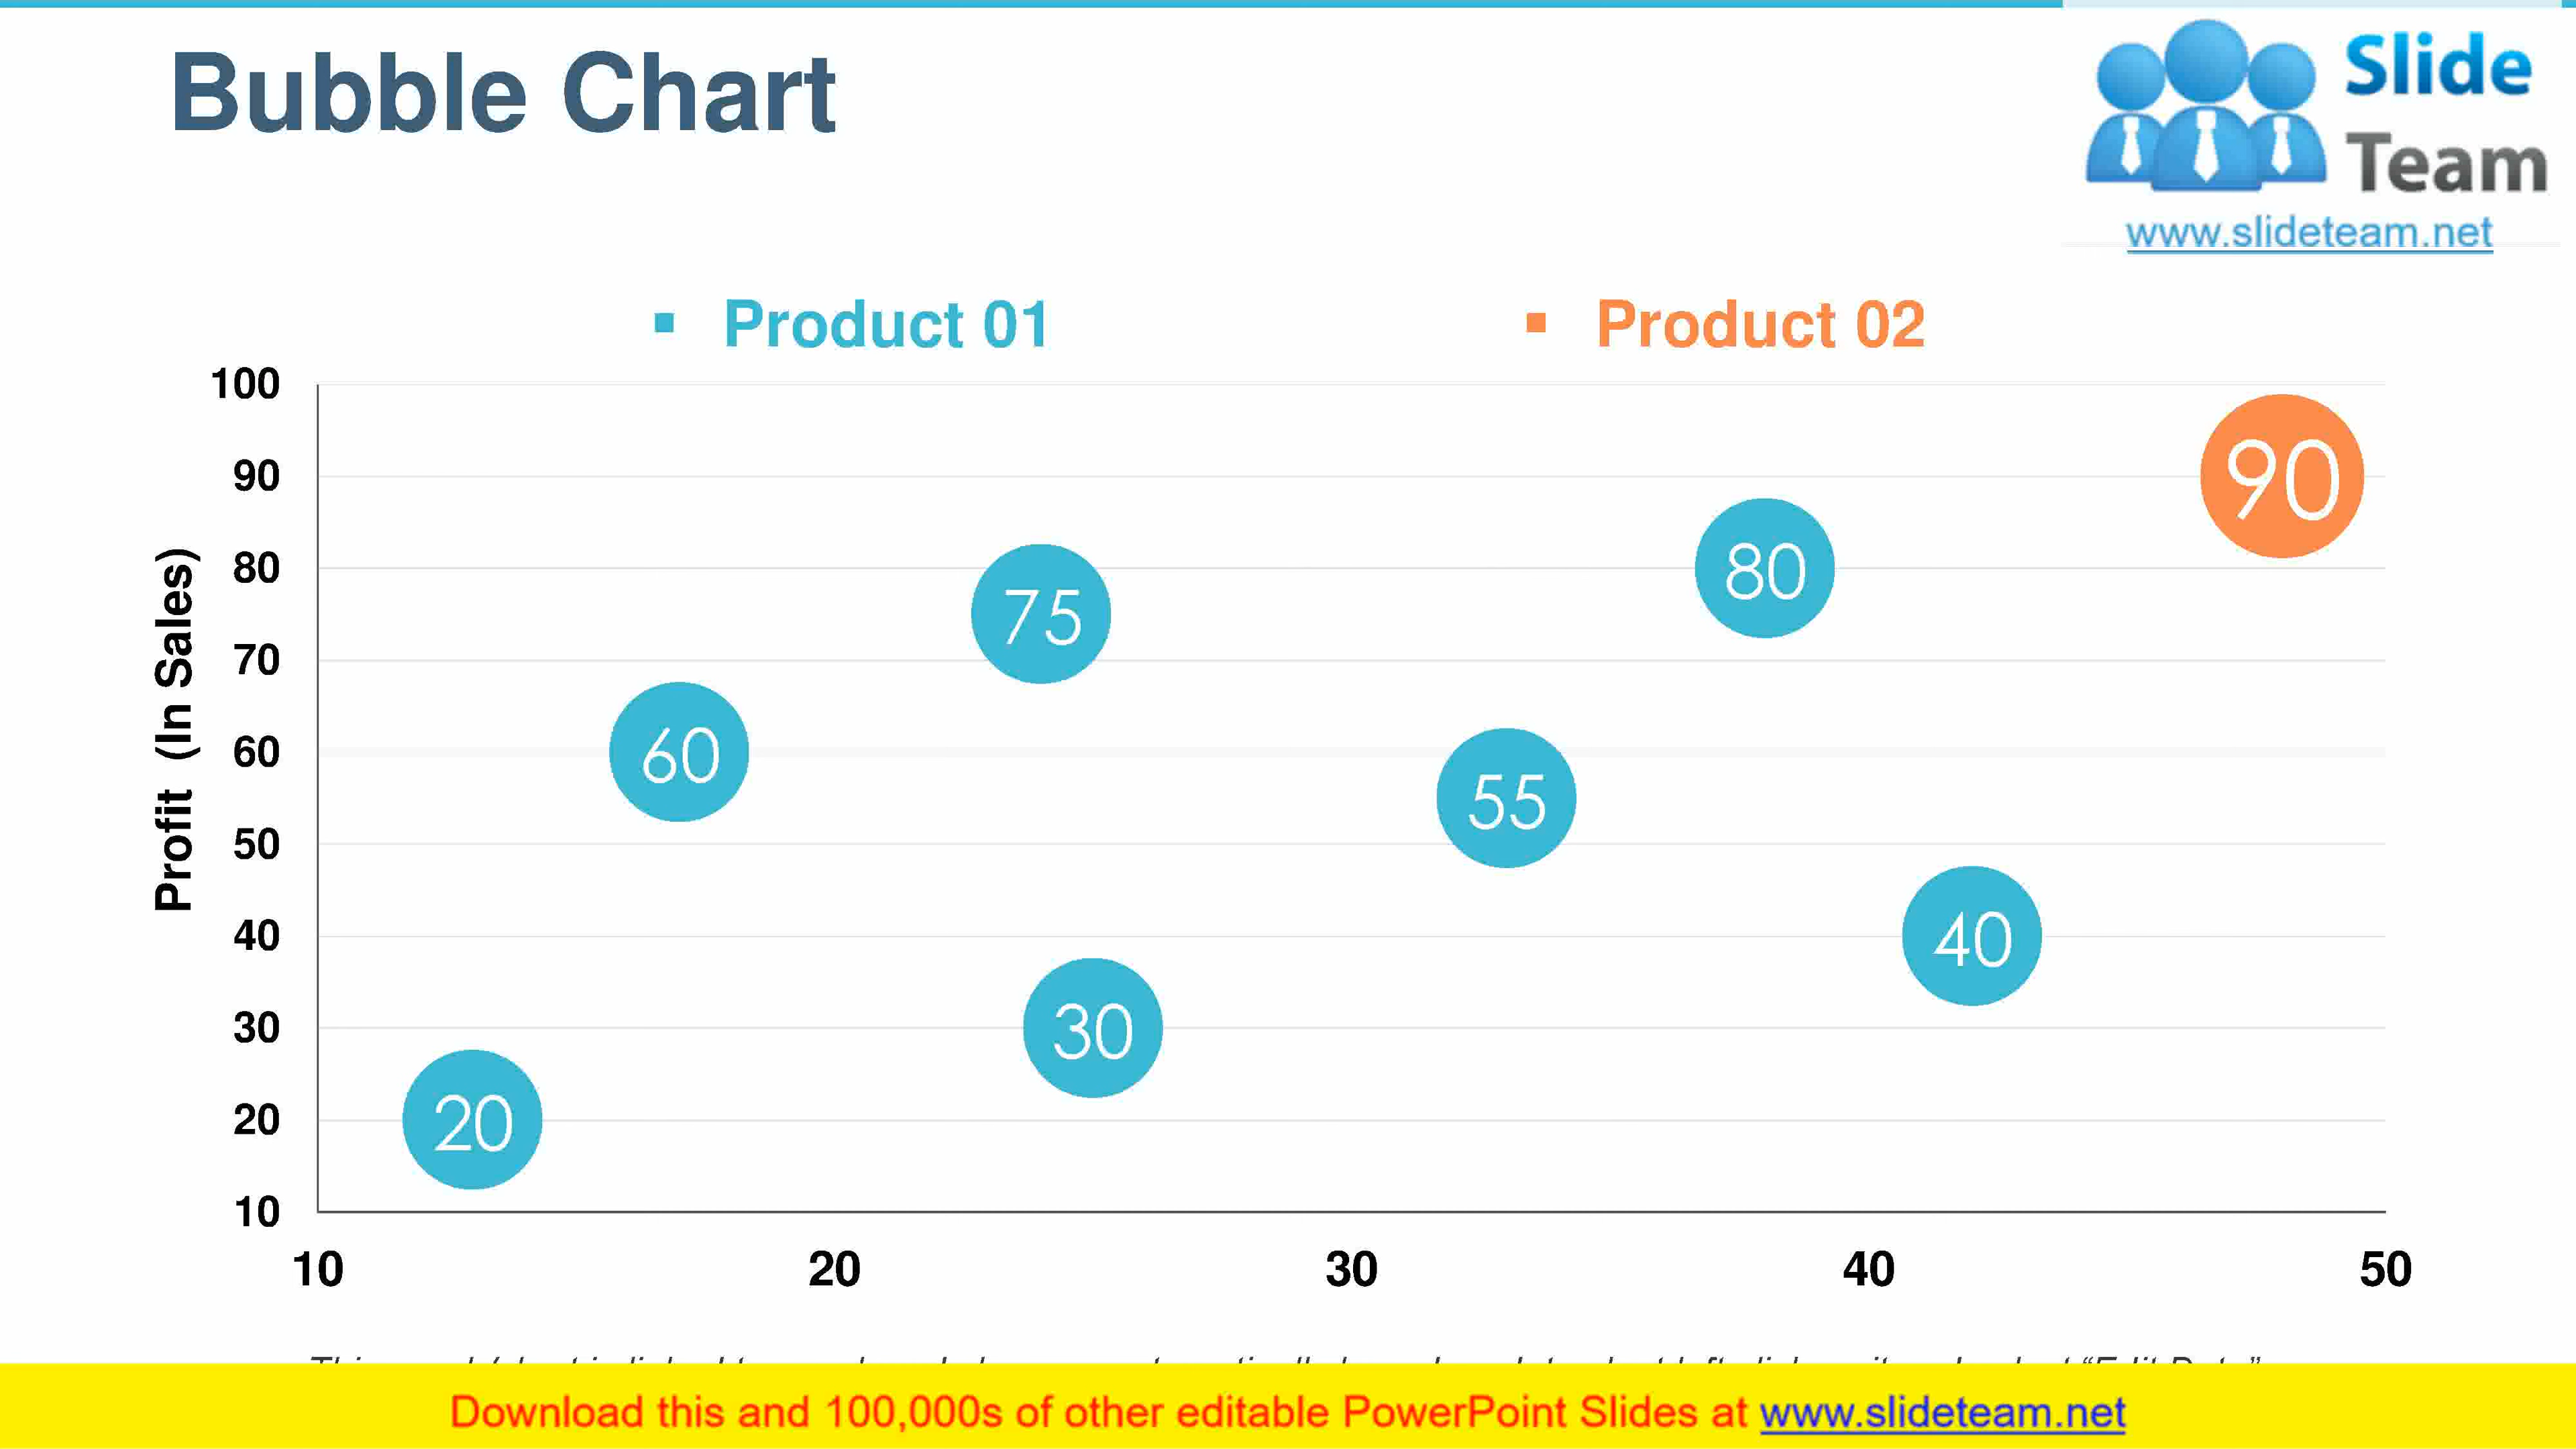 Bubble Chart
Slide
Team
www.slideteam.net
▪ Product 01
▪ Product 02
100
90
80
70
60
50
40
30
20
10
Profit (In Sales)
90
80
75
60
55
40
30
20
10 20 30 40 50
Download this and 100,000s of other editable PowerPoint Slides at www.slideteam.net